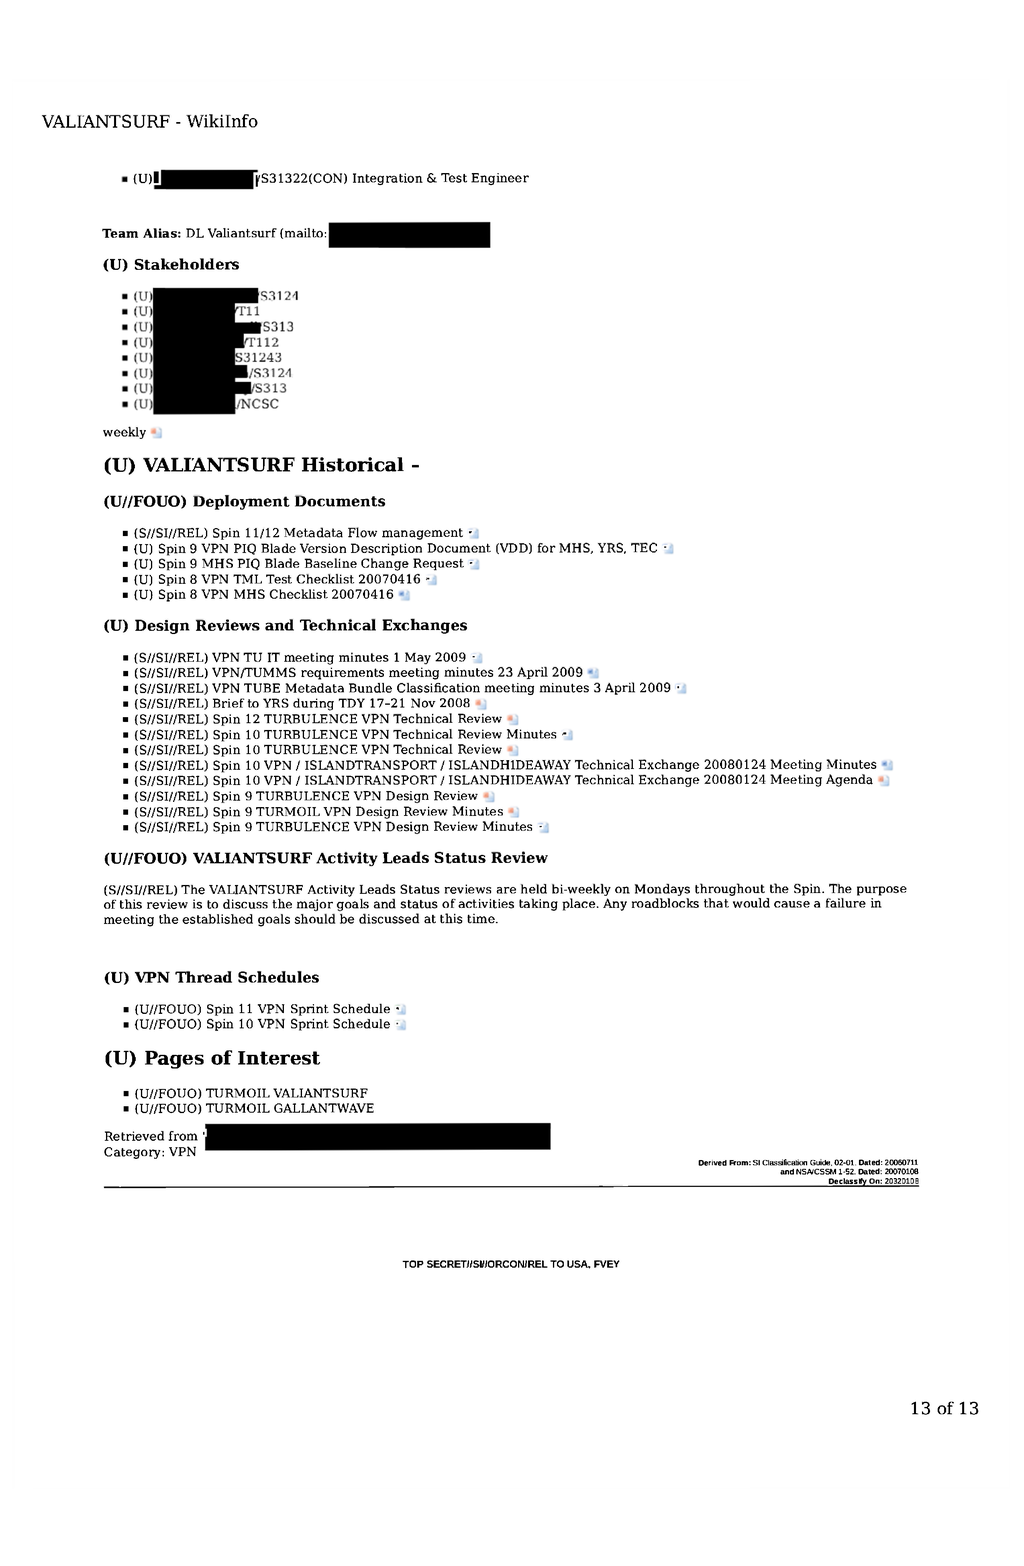 VALIANTSURF - WikiInfo
▪ (U) /S31322(CON) Integration & Test Engineer
Team Alias: DL Valiantsurf (mailto:
(U) Stakeholders
▪ (U) /S3124
▪ (U) /T11
▪ (U) /S313
▪ (U) /T112
▪ (U) S31243
▪ (U) /S3124
▪ (U) /S313
▪ (U) /NCSC
weekly
(U) VALIANTSURF Historical -
(U//FOUO) Deployment Documents
▪ (S//SI//REL) Spin 11/12 Metadata Flow management
▪ (U) Spin 9 VPN PIQ Blade Version Description Document (VDD) for MHS, YRS, TEC
▪ (U) Spin 9 MHS PIQ Blade Baseline Change Request
▪ (U) Spin 8 VPN TML Test Checklist 20070416
▪ (U) Spin 8 VPN MHS Checklist 20070416
(U) Design Reviews and Technical Exchanges
▪ (S//SI//REL) VPN TU IT meeting minutes 1 May 2009
▪ (S//SI//REL) VPN/TUMMS requirements meeting minutes 23 April 2009
▪ (S//SI//REL) VPN TUBE Metadata Bundle Classification meeting minutes 3 April 2009
▪ (S//SI//REL) Brief to YRS during TDY 17-21 Nov 2008
▪ (S//SI//REL) Spin 12 TURBULENCE VPN Technical Review
▪ (S//SI//REL) Spin 10 TURBULENCE VPN Technical Review Minutes
▪ (S//SI//REL) Spin 10 TURBULENCE VPN Technical Review
▪ (S//SI//REL) Spin 10 VPN / ISLANDTRANSPORT / ISLANDHIDEAWAY Technical Exchange 20080124 Meeting Minutes
▪ (S//SI//REL) Spin 10 VPN / ISLANDTRANSPORT / ISLANDHIDEAWAY Technical Exchange 20080124 Meeting Agenda
▪ (S//SI//REL) Spin 9 TURBULENCE VPN Design Review
▪ (S//SI//REL) Spin 9 TURMOIL VPN Design Review Minutes
▪ (S//SI//REL) Spin 9 TURBULENCE VPN Design Review Minutes
(U//FOUO) VALIANTSURF Activity Leads Status Review
(S//SI//REL) The VALIANTSURF Activity Leads Status reviews are held bi-weekly on Mondays throughout the Spin. The purpose
of this review is to discuss the major goals and status of activities taking place. Any roadblocks that would cause a failure in
meeting the established goals should be discussed at this time.
(U) VPN Thread Schedules
▪ (U//FOUO) Spin 11 VPN Sprint Schedule
▪ (U//FOUO) Spin 10 VPN Sprint Schedule
(U) Pages of Interest
▪ (U//FOUO) TURMOIL VALIANTSURF
▪ (U//FOUO) TURMOIL GALLANTWAVE
Retrieved from "
Category: VPN
Derived From: SI Classification Guide, 02-01, Dated: 20060711
and NSA/CSSM 1-52, Dated: 20070108
Declassify On: 20320108
TOP SECRET//SI//ORCON/REL TO USA, FVEY
13 of 13